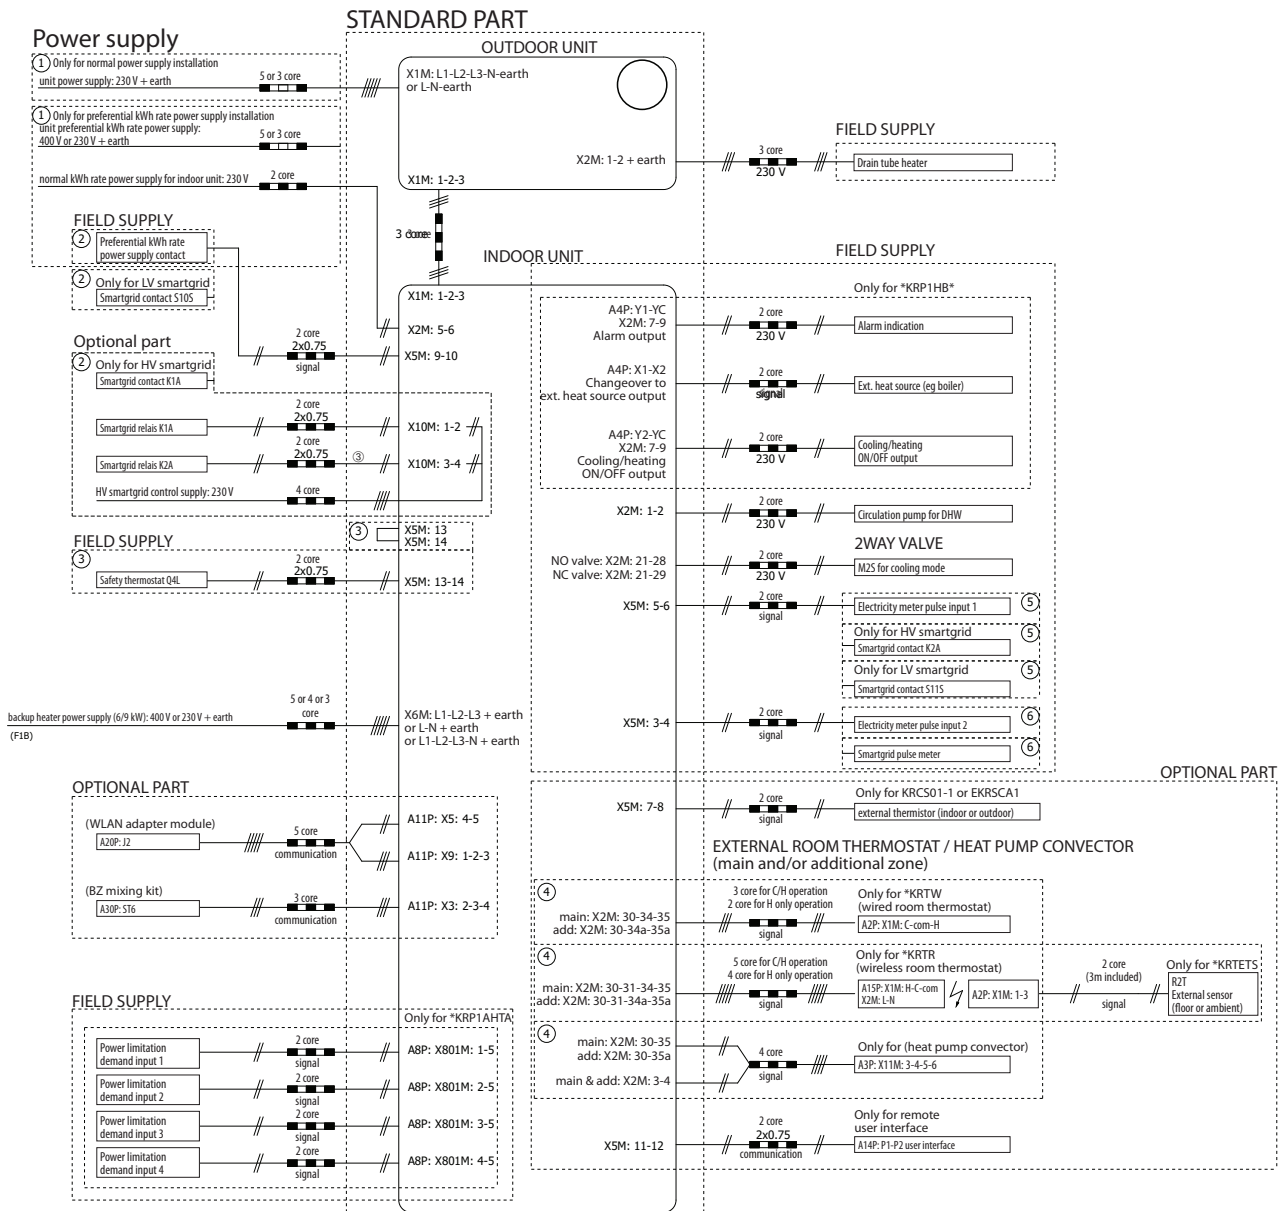 STANDARD PART
Power supply
① Only for normal power supply installation
unit power supply: 230 V + earth
5 or 3 core
① Only for preferential kWh rate power supply installation
unit preferential kWh rate power supply:
400 V or 230 V + earth
5 or 3 core
normal kWh rate power supply for indoor unit: 230 V
2 core
FIELD SUPPLY
② Preferential kWh rate
power supply contact
② Only for LV smartgrid
Smartgrid contact S10S
2 core
2x0.75
signal
Optional part
② Only for HV smartgrid
Smartgrid contact K1A
Smartgrid relais K1A
2 core
2x0.75
Smartgrid relais K2A
2 core
2x0.75
③
HV smartgrid control supply: 230 V
4 core
FIELD SUPPLY
③
Safety thermostat Q4L
2 core
2x0.75
backup heater power supply (6/9 kW): 400 V or 230 V + earth
(F1B)
5 or 4 or 3
core
OPTIONAL PART
(WLAN adapter module)
A20P: J2
5 core
communication
(BZ mixing kit)
A30P: ST6
3 core
communication
FIELD SUPPLY
Only for *KRP1AHTA
Power limitation
demand input 1
2 core
signal
A8P: X801M: 1-5
Power limitation
demand input 2
2 core
signal
A8P: X801M: 2-5
Power limitation
demand input 3
2 core
signal
A8P: X801M: 3-5
Power limitation
demand input 4
2 core
signal
A8P: X801M: 4-5
OUTDOOR UNIT
X1M: L1-L2-L3-N-earth
or L-N-earth
X2M: 1-2 + earth
X1M: 1-2-3
3 core
3 core
INDOOR UNIT
X1M: 1-2-3
X2M: 5-6
X5M: 9-10
X10M: 1-2
X10M: 3-4
③
X5M: 13
X5M: 14
X5M: 13-14
X6M: L1-L2-L3 + earth
or L-N + earth
or L1-L2-L3-N + earth
A11P: X5: 4-5
A11P: X9: 1-2-3
A11P: X3: 2-3-4
FIELD SUPPLY
3 core
230 V
Drain tube heater
FIELD SUPPLY
Only for *KRP1HB*
A4P: Y1-YC
X2M: 7-9
Alarm output
2 core
230 V
Alarm indication
A4P: X1-X2
Changeover to
ext. heat source output
2 core
signal
signal
Ext. heat source (eg boiler)
A4P: Y2-YC
X2M: 7-9
Cooling/heating
ON/OFF output
2 core
230 V
Cooling/heating
ON/OFF output
X2M: 1-2
2 core
230 V
Circulation pump for DHW
2WAY VALVE
NO valve: X2M: 21-28
NC valve: X2M: 21-29
2 core
230 V
M2S for cooling mode
X5M: 5-6
2 core
signal
Electricity meter pulse input 1
⑤
Only for HV smartgrid
⑤
Smartgrid contact K2A
Only for LV smartgrid
⑤
Smartgrid contact S11S
X5M: 3-4
2 core
signal
Electricity meter pulse input 2
⑥
Smartgrid pulse meter
⑥
OPTIONAL PART
Only for KRCS01-1 or EKRSCA1
X5M: 7-8
2 core
signal
external thermistor (indoor or outdoor)
EXTERNAL ROOM THERMOSTAT / HEAT PUMP CONVECTOR
(main and/or additional zone)
④
main: X2M: 30-34-35
add: X2M: 30-34a-35a
3 core for C/H operation
2 core for H only operation
signal
Only for *KRTW
(wired room thermostat)
A2P: X1M: C-com-H
④
main: X2M: 30-31-34-35
add: X2M: 30-31-34a-35a
5 core for C/H operation
4 core for H only operation
signal
Only for *KRTR
(wireless room thermostat)
A15P: X1M: H-C-com
X2M: L-N
A2P: X1M: 1-3
2 core
(3m included)
signal
Only for *KRTETS
R2T
External sensor
(floor or ambient)
④
main: X2M: 30-35
add: X2M: 30-35a
main & add: X2M: 3-4
4 core
signal
Only for (heat pump convector)
A3P: X11M: 3-4-5-6
X5M: 11-12
2 core
2x0.75
communication
Only for remote
user interface
A14P: P1-P2 user interface